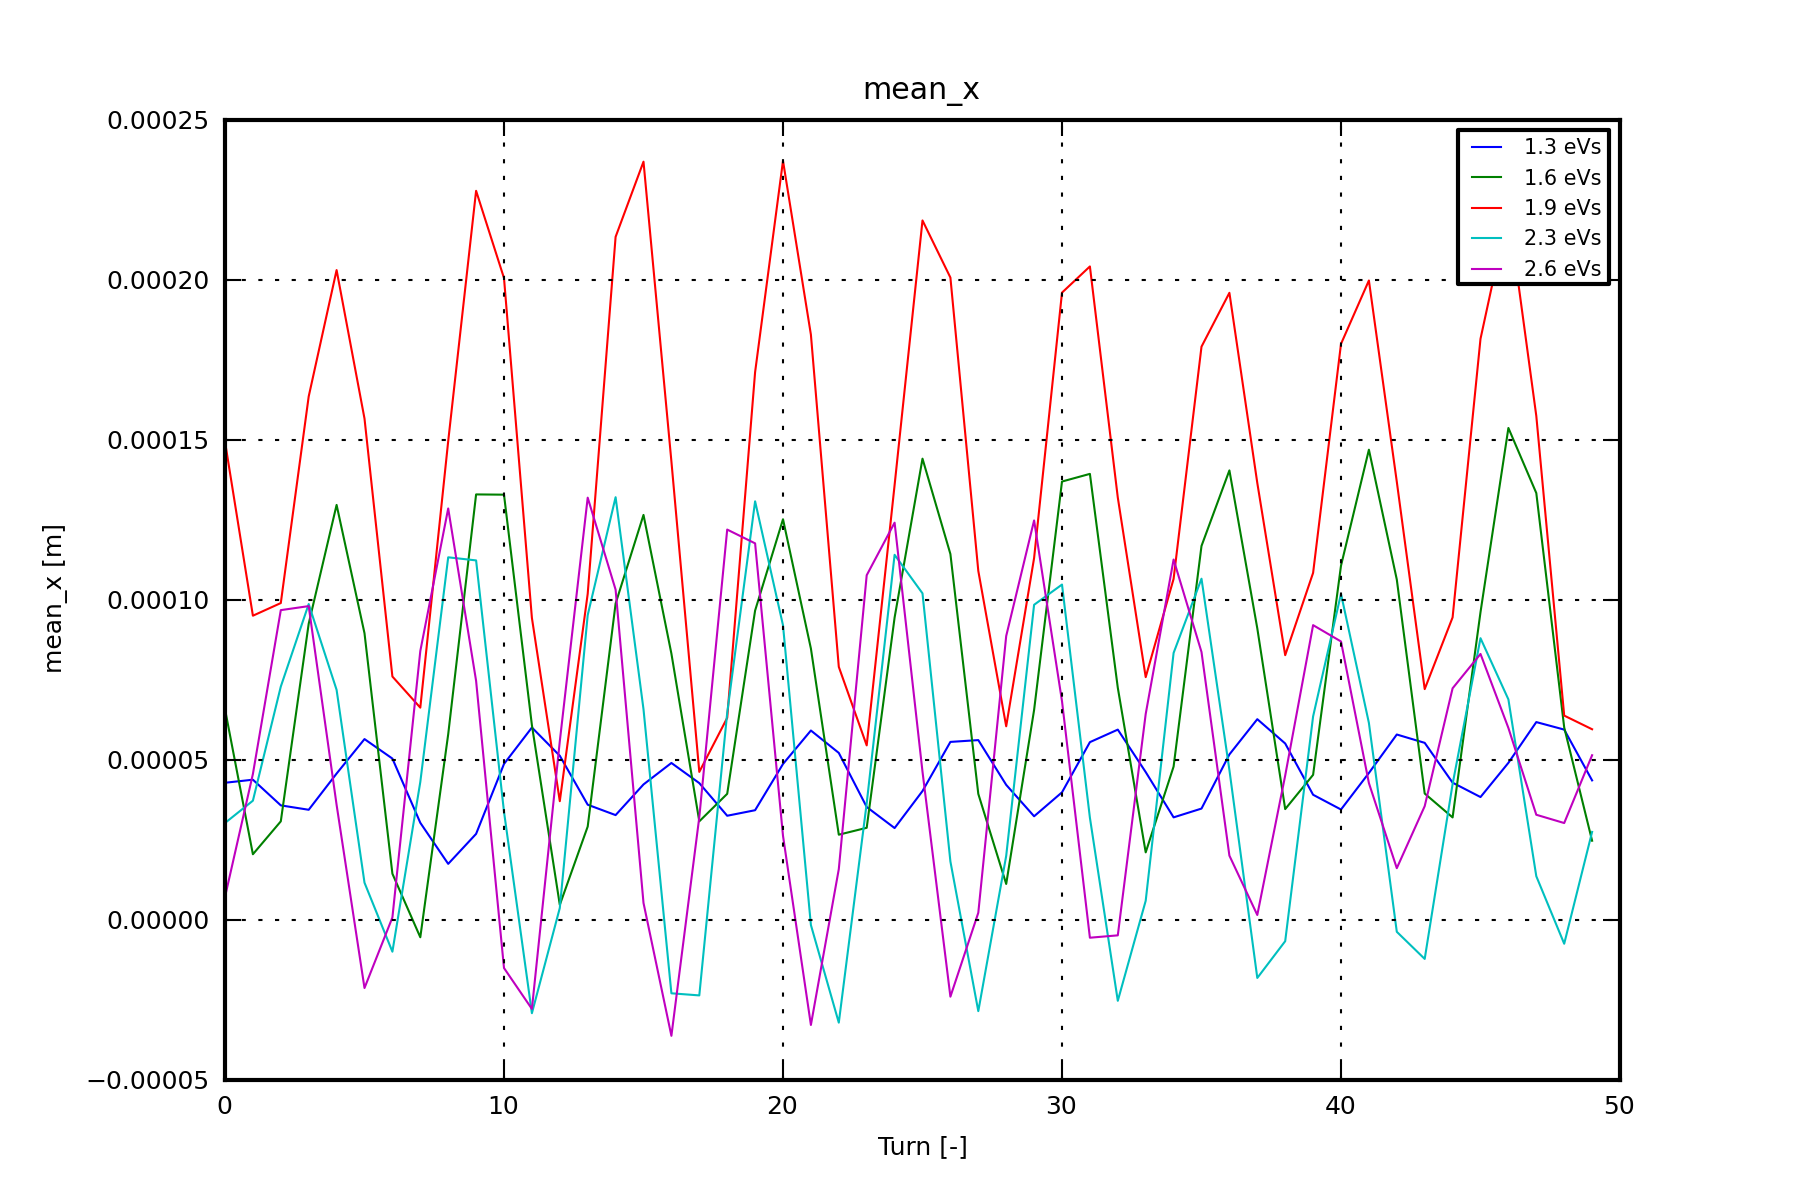 mean_x
0.00025
0.00020
0.00015
0.00010
0.00005
0.00000
−0.00005
mean_x [m]
0 10 20 30 40 50
Turn [-]
1.3 eVs
1.6 eVs
1.9 eVs
2.3 eVs
2.6 eVs